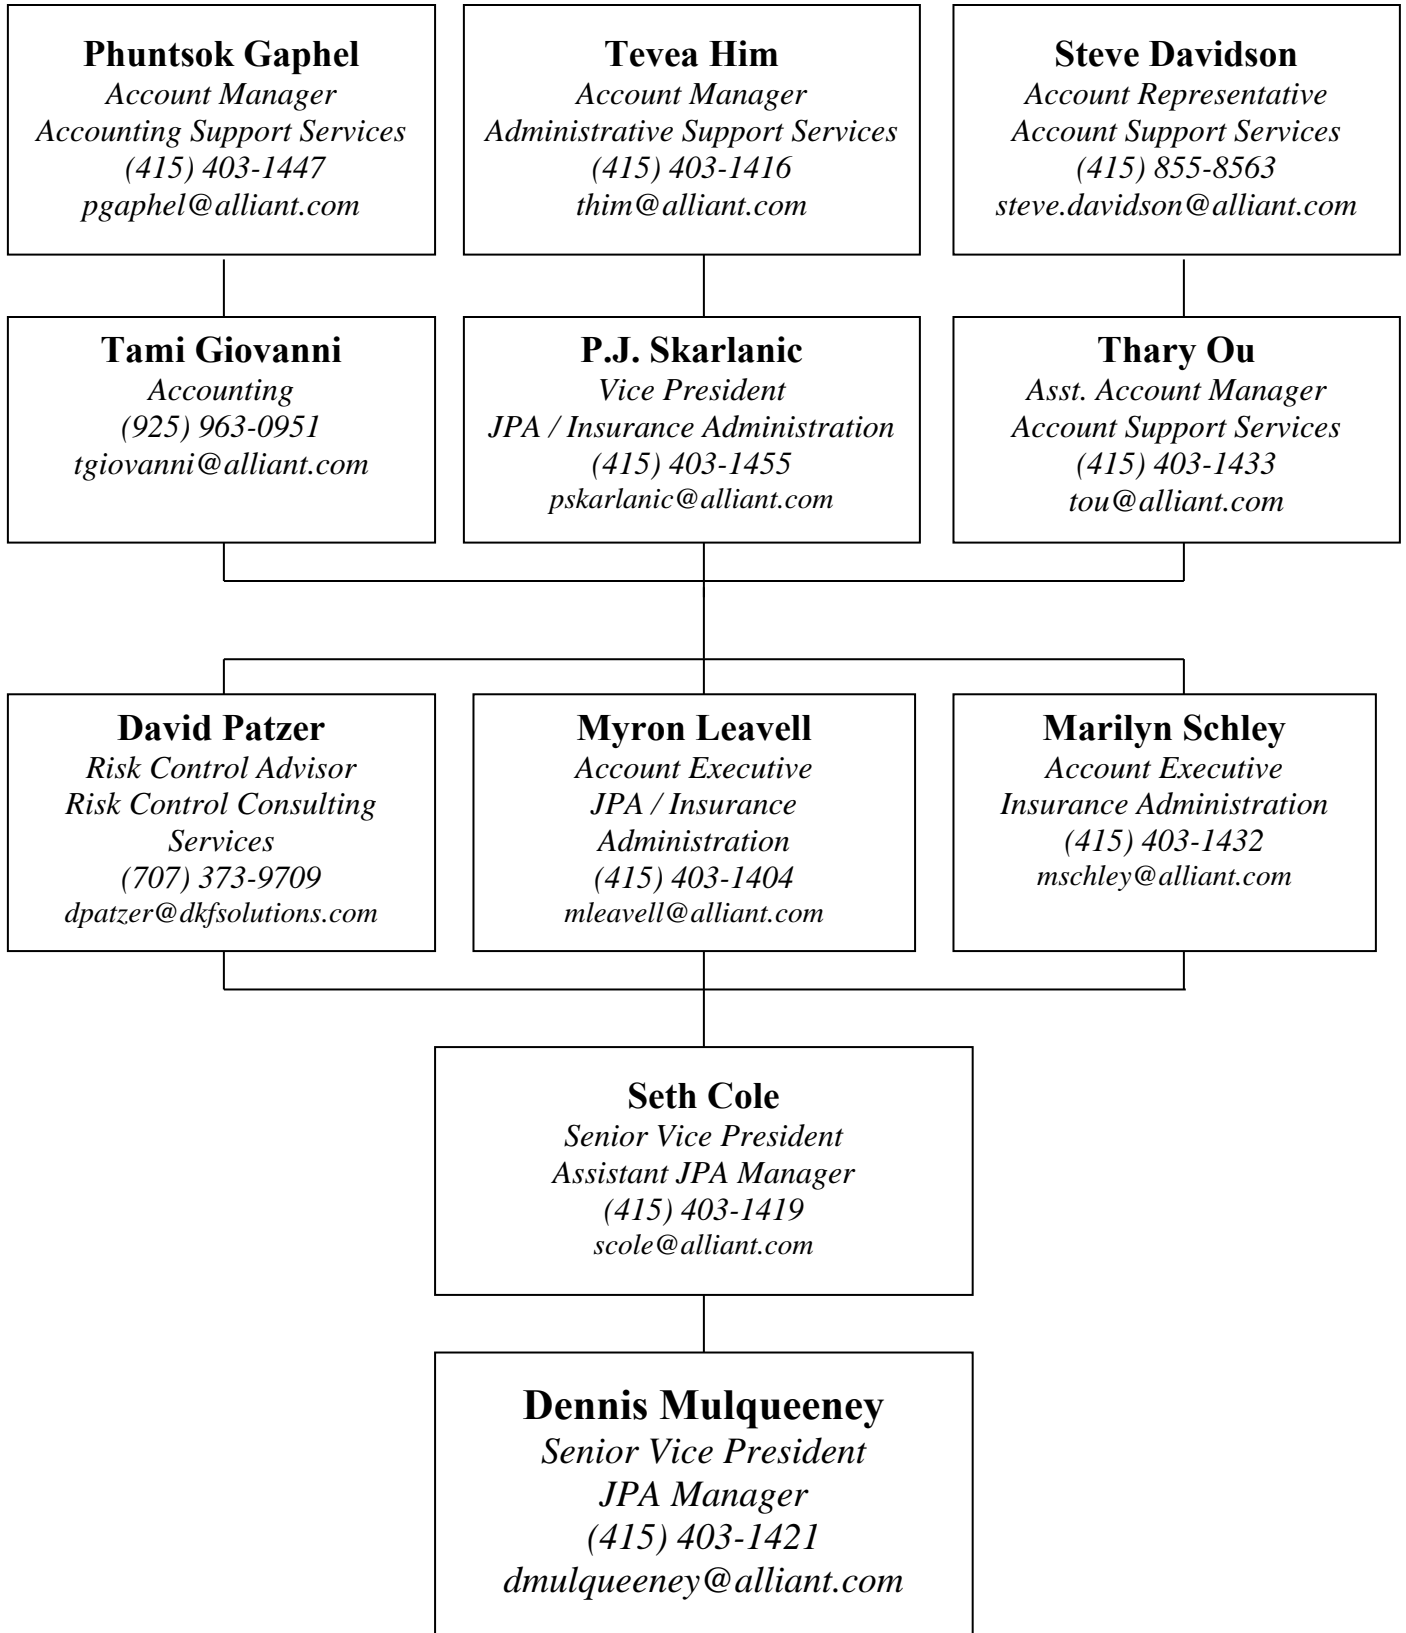 Phuntsok Gaphel
Account Manager
Accounting Support Services
(415) 403-1447
pgaphel@alliant.com
Tevea Him
Account Manager
Administrative Support Services
(415) 403-1416
thim@alliant.com
Steve Davidson
Account Representative
Account Support Services
(415) 855-8563
steve.davidson@alliant.com
Tami Giovanni
Accounting
(925) 963-0951
tgiovanni@alliant.com
P.J. Skarlanic
Vice President
JPA / Insurance Administration
(415) 403-1455
pskarlanic@alliant.com
Thary Ou
Asst. Account Manager
Account Support Services
(415) 403-1433
tou@alliant.com
David Patzer
Risk Control Advisor
Risk Control Consulting
Services
(707) 373-9709
dpatzer@dkfsolutions.com
Myron Leavell
Account Executive
JPA / Insurance
Administration
(415) 403-1404
mleavell@alliant.com
Marilyn Schley
Account Executive
Insurance Administration
(415) 403-1432
mschley@alliant.com
Seth Cole
Senior Vice President
Assistant JPA Manager
(415) 403-1419
scole@alliant.com
Dennis Mulqueeney
Senior Vice President
JPA Manager
(415) 403-1421
dmulqueeney@alliant.com